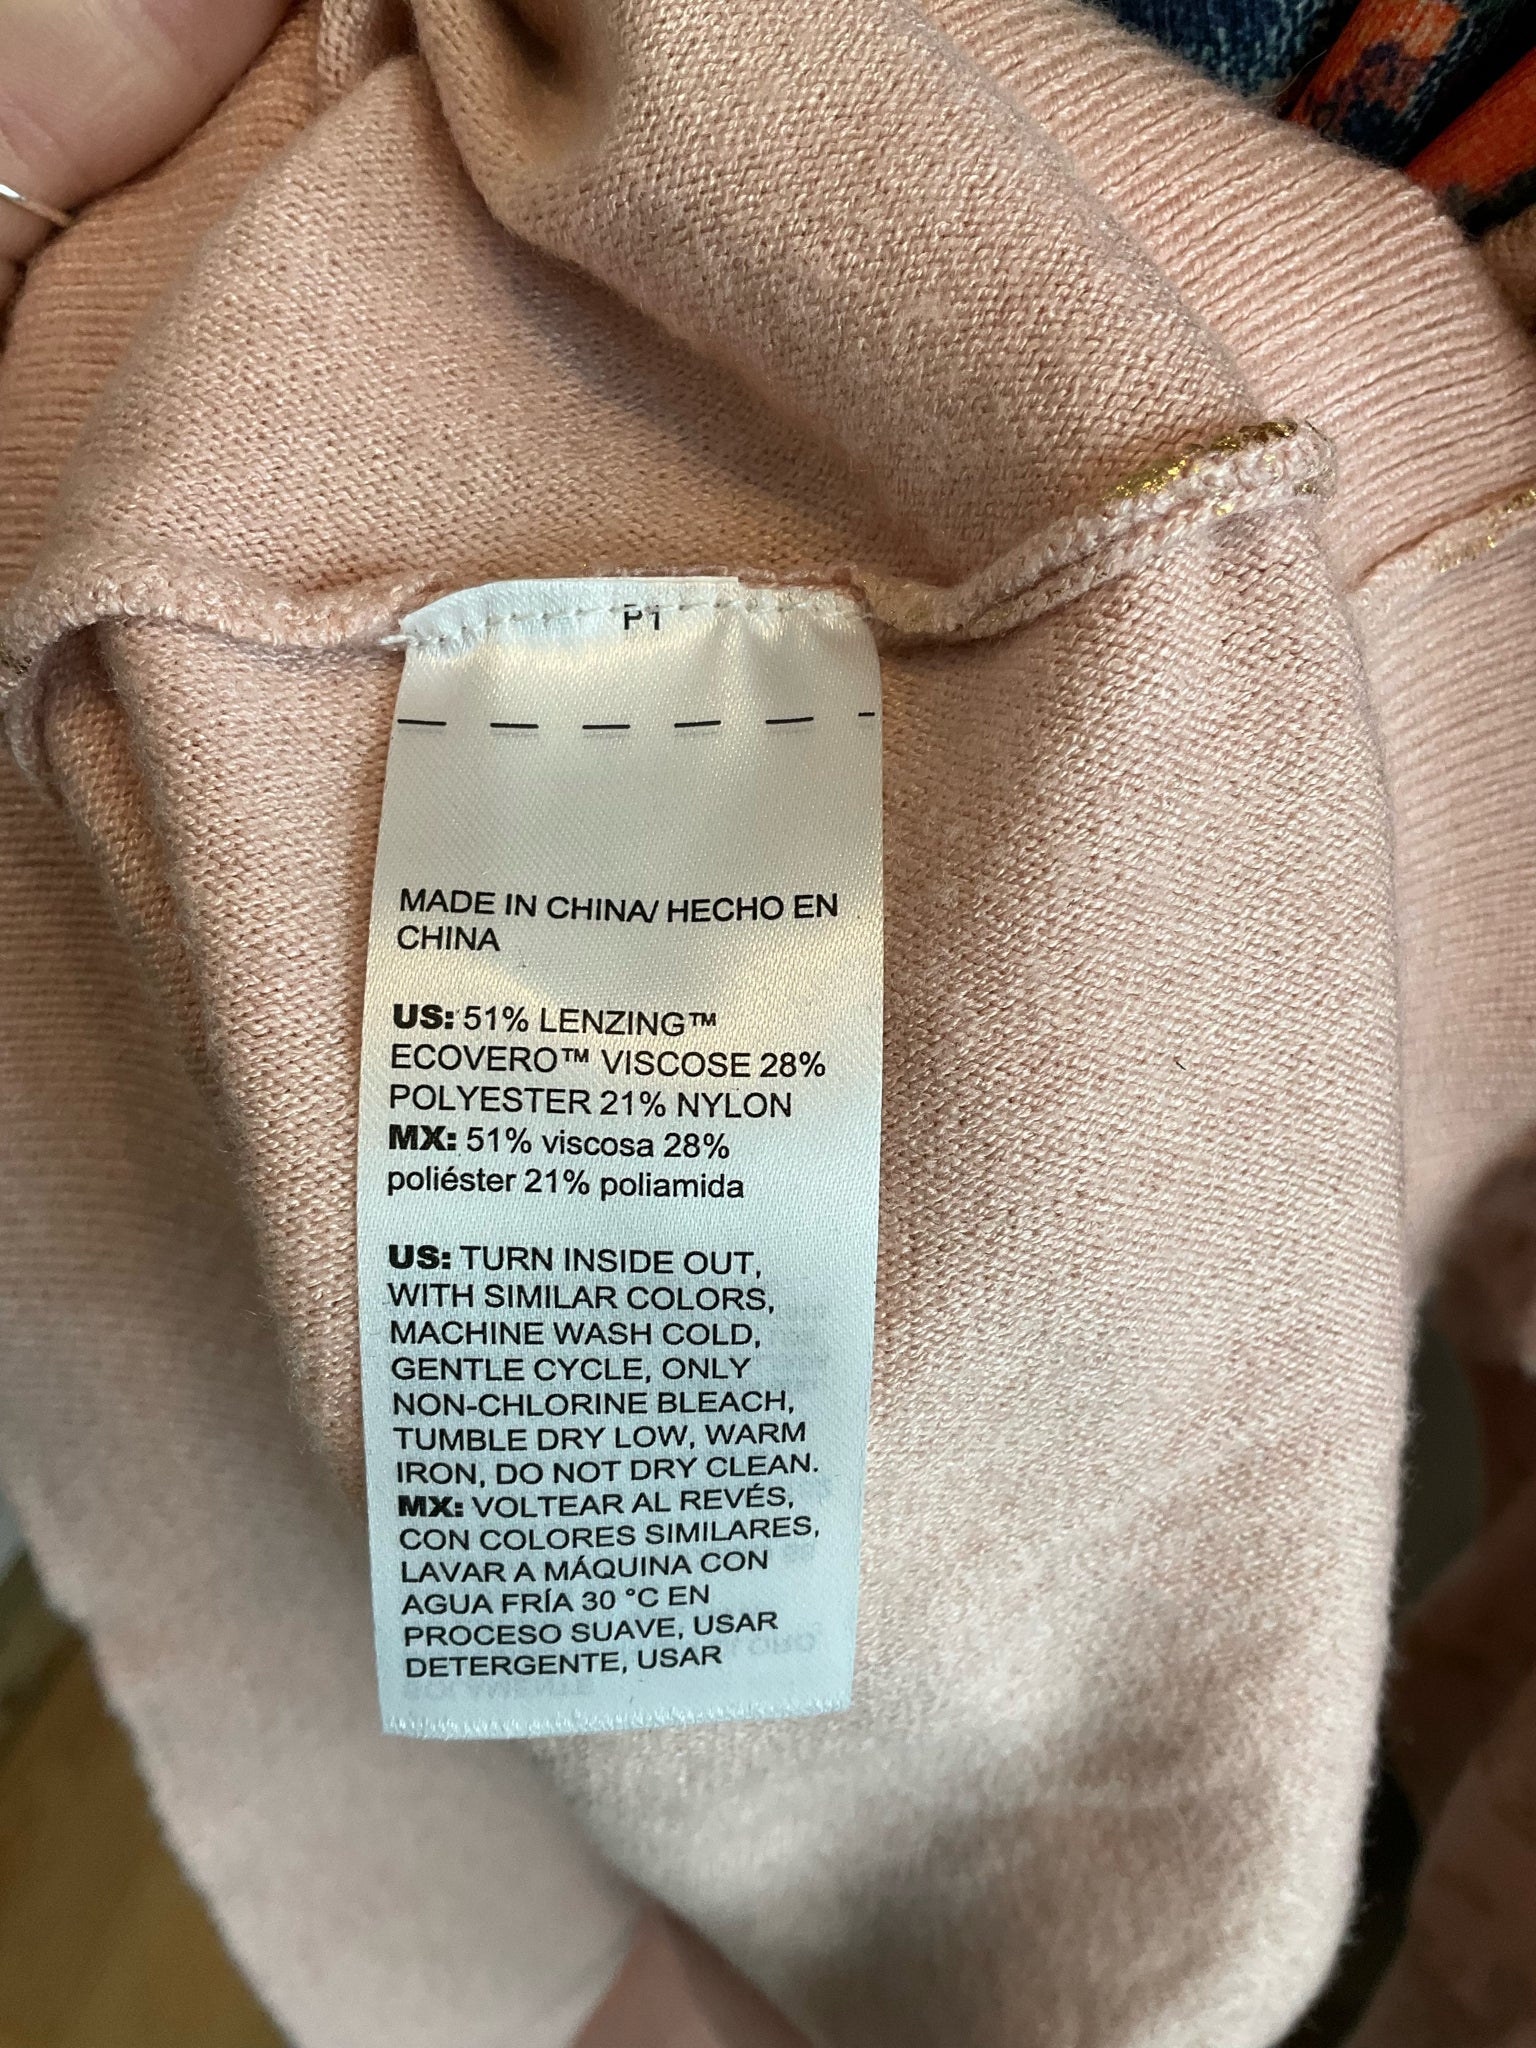 P1
MADE IN CHINA/ HECHO EN
CHINA
US: 51% LENZING™
ECOVERO™ VISCOSE 28%
POLYESTER 21% NYLON
MX: 51% viscosa 28%
poliéster 21% poliamida
US: TURN INSIDE OUT,
WITH SIMILAR COLORS,
MACHINE WASH COLD,
GENTLE CYCLE, ONLY
NON-CHLORINE BLEACH,
TUMBLE DRY LOW, WARM
IRON, DO NOT DRY CLEAN.
MX: VOLTEAR AL REVÉS,
CON COLORES SIMILARES,
LAVAR A MÁQUINA CON
AGUA FRÍA 30 °C EN
PROCESO SUAVE, USAR
DETERGENTE, USAR